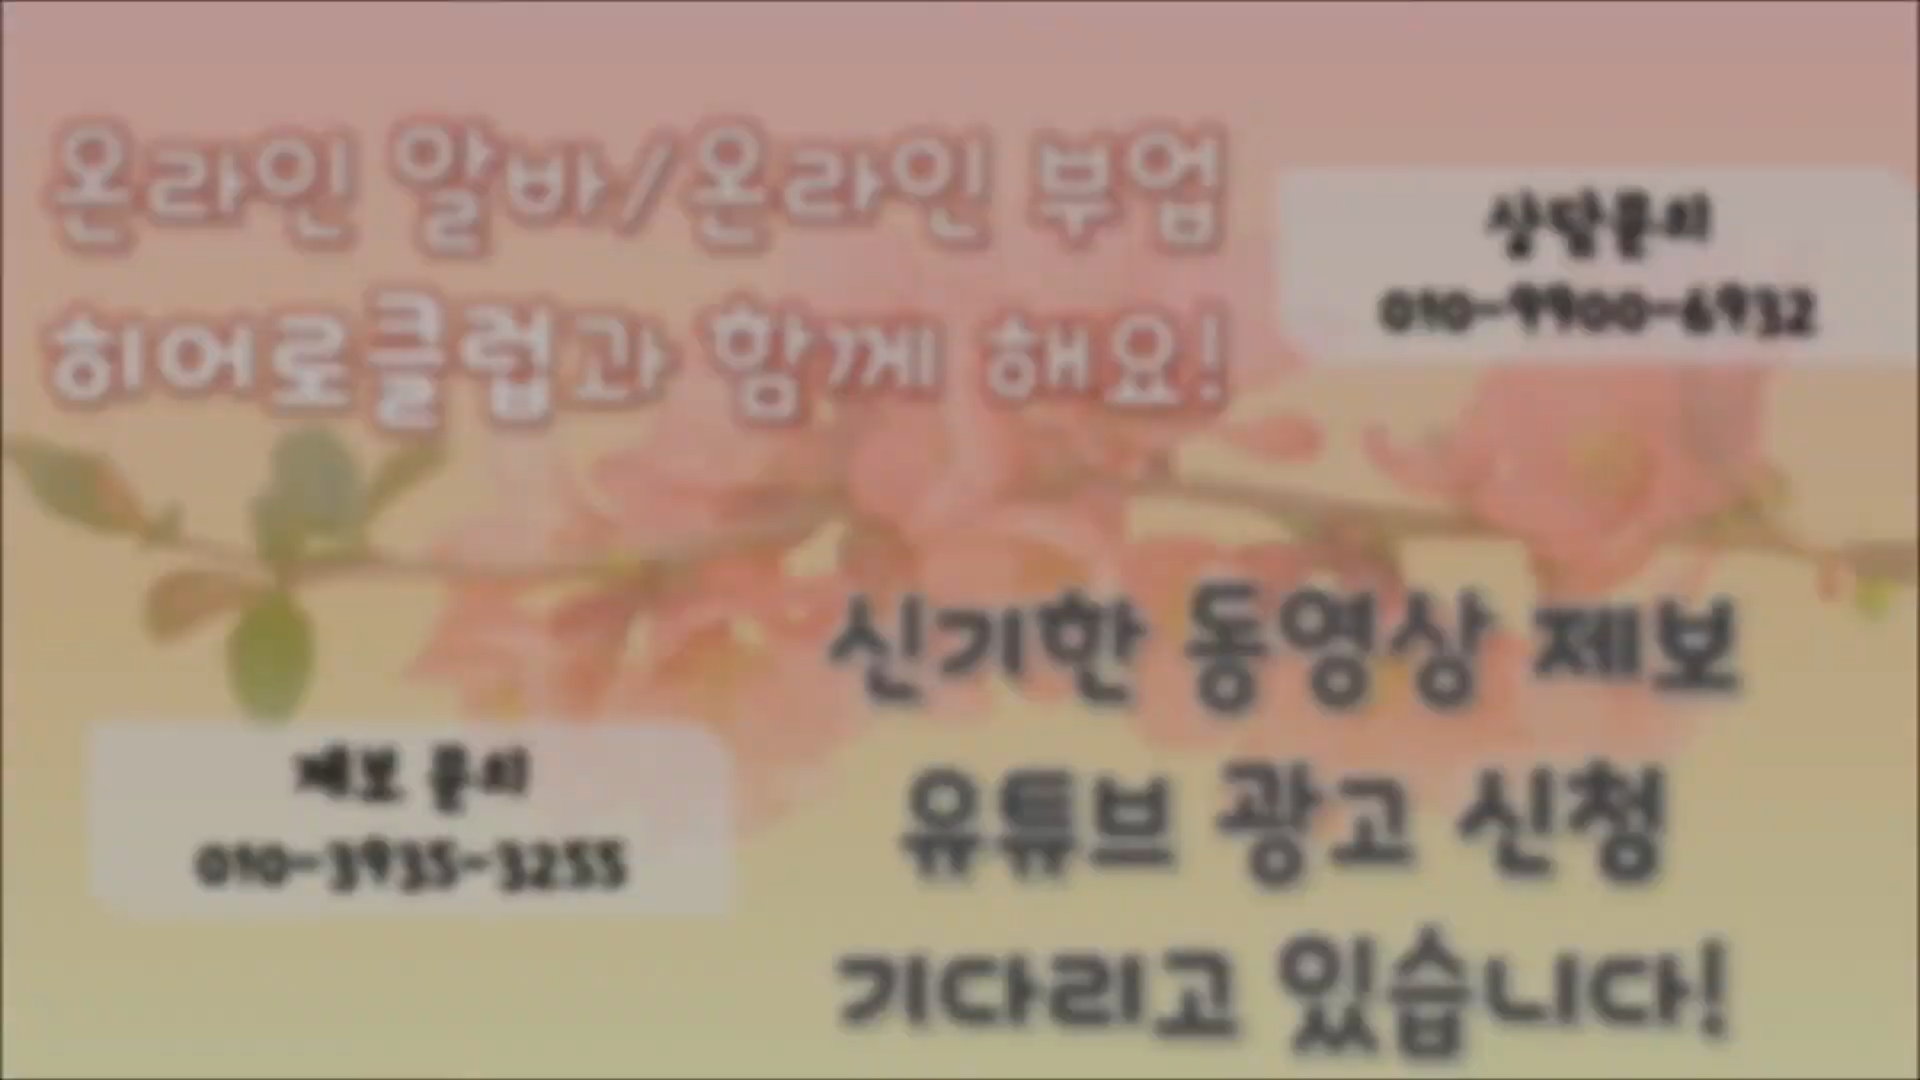 온라인 알바/온라인 부업
히어로클럽과 함께 해요!
상담문의
010-9900-6932
신기한 동영상 제보
유튜브 광고 신청
기다리고 있습니다!
제보 문의
010-3935-3255